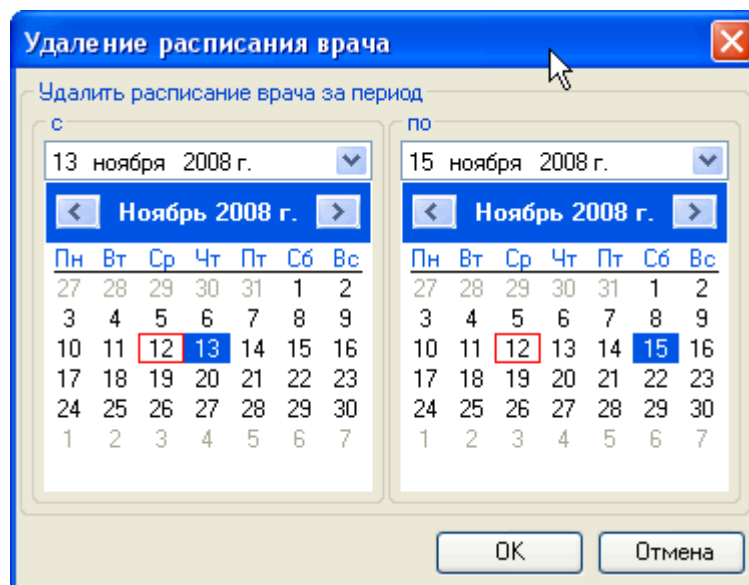 Удаление расписания врача
Удалить расписание врача за период
с
13 ноября 2008 г.
Ноябрь 2008 г.
Пн Вт Ср Чт Пт Сб Вс
27 28 29 30 31 1 2
3 4 5 6 7 8 9
10 11 12 13 14 15 16
17 18 19 20 21 22 23
24 25 26 27 28 29 30
1 2 3 4 5 6 7
по
15 ноября 2008 г.
Ноябрь 2008 г.
Пн Вт Ср Чт Пт Сб Вс
27 28 29 30 31 1 2
3 4 5 6 7 8 9
10 11 12 13 14 15 16
17 18 19 20 21 22 23
24 25 26 27 28 29 30
1 2 3 4 5 6 7
OK Отмена